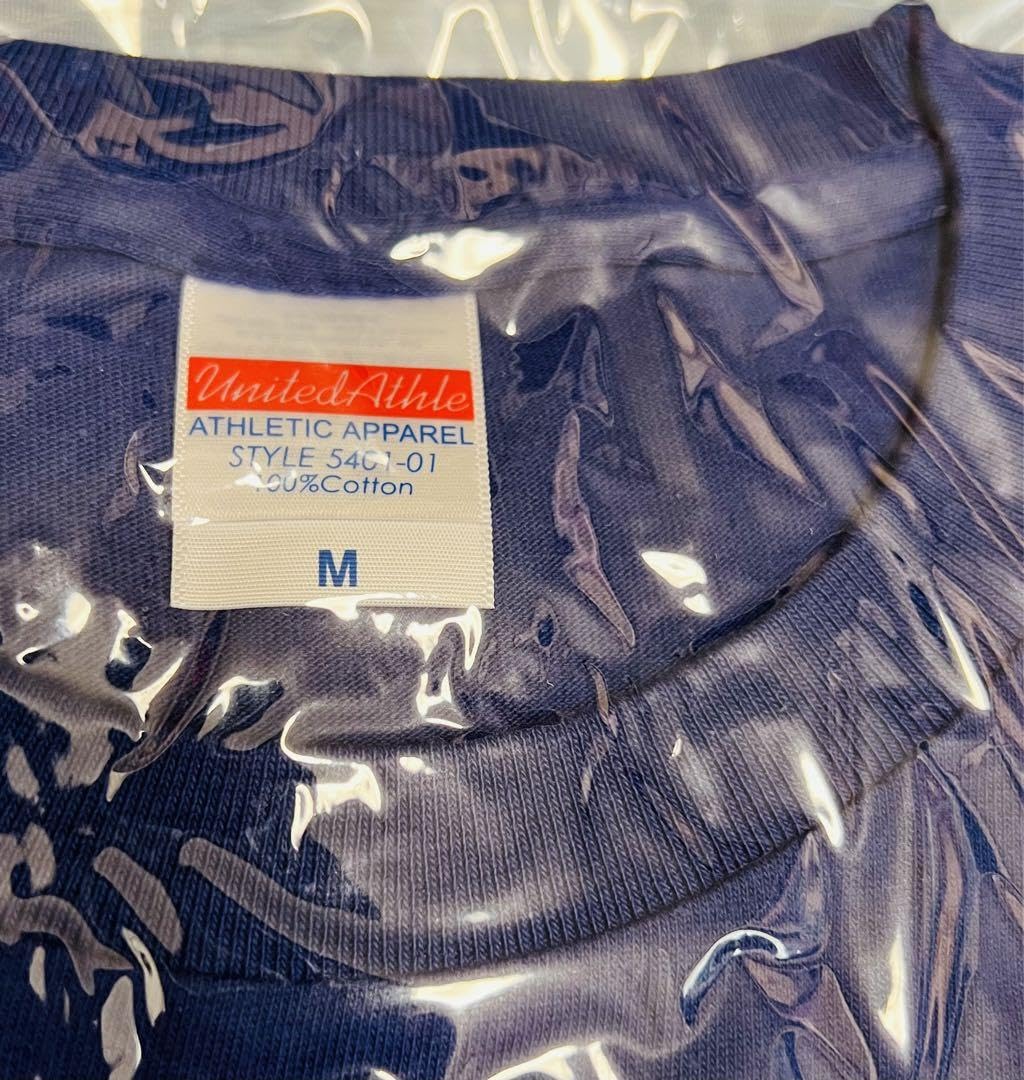 UnitedAthle
ATHLETIC APPAREL
STYLE 5401-01
100%Cotton
M